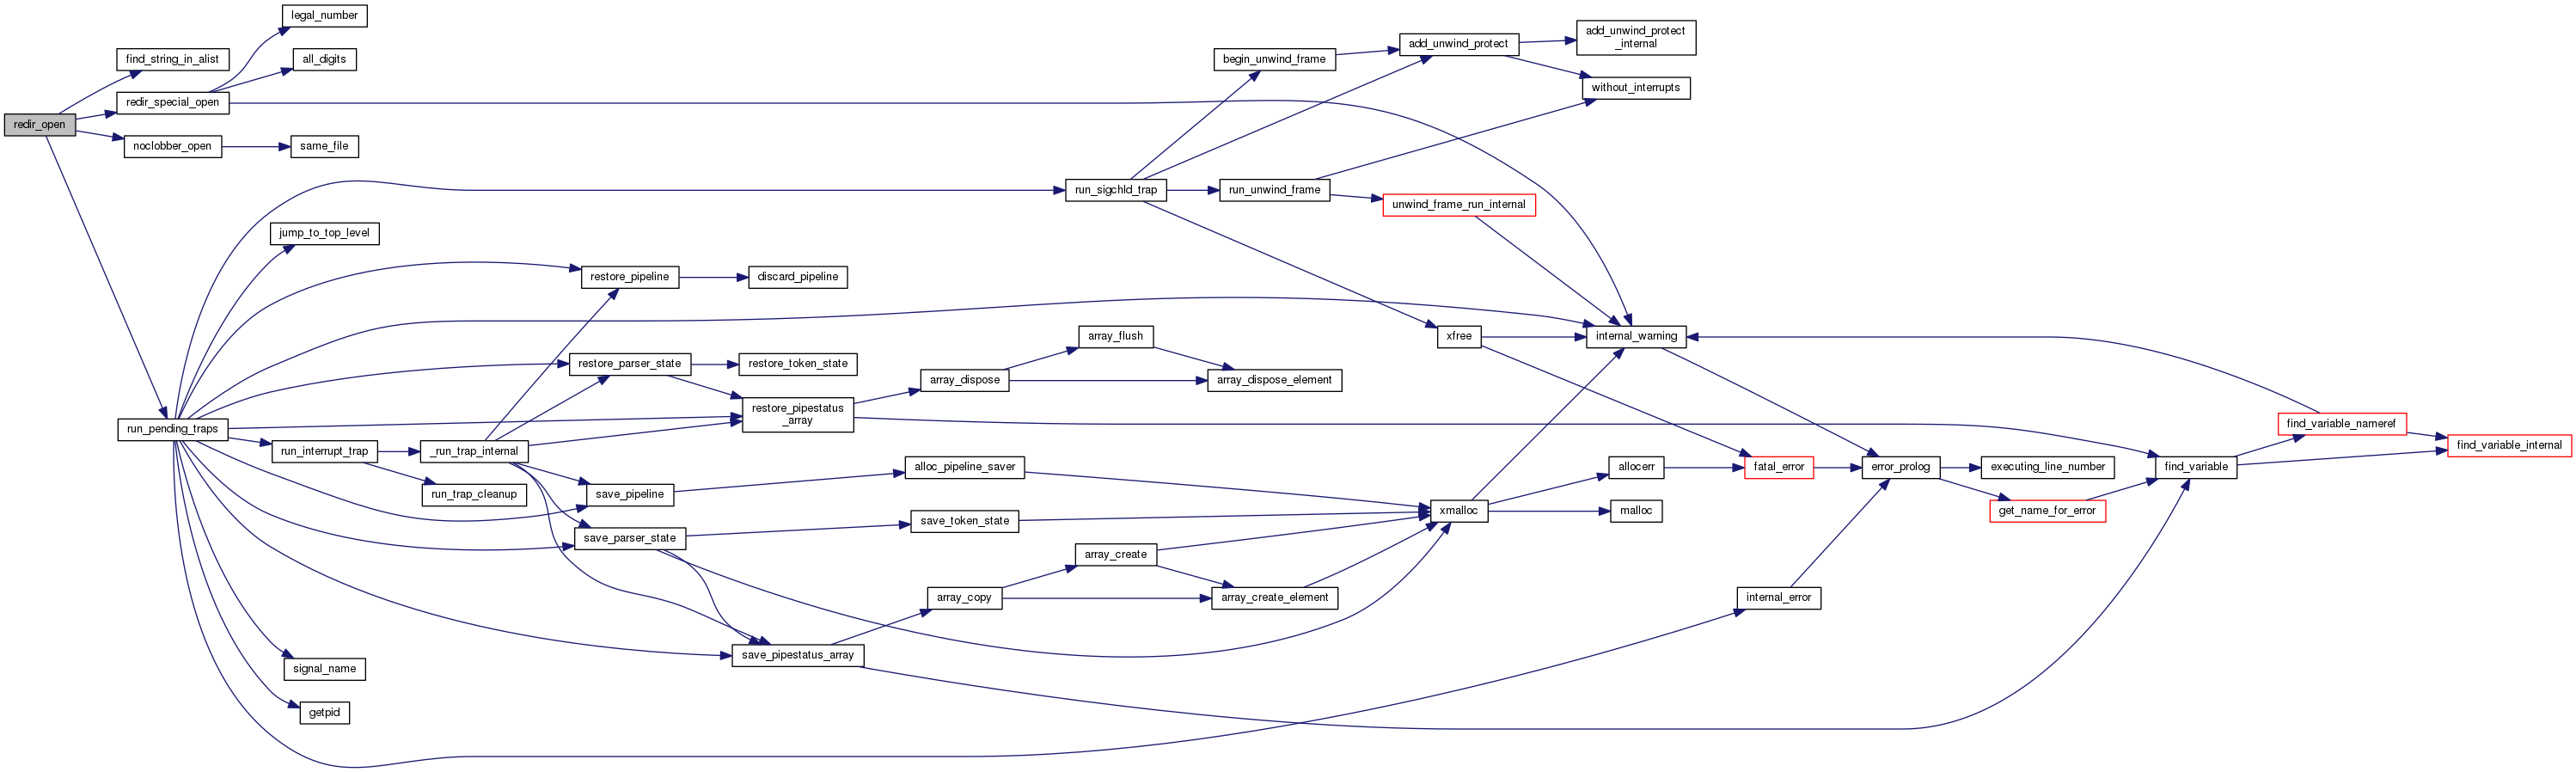 redir_open
find_string_in_alist
redir_special_open
legal_number
all_digits
noclobber_open
same_file
run_pending_traps
jump_to_top_level
run_interrupt_trap
_run_trap_internal
run_trap_cleanup
signal_name
getpid
restore_pipeline
discard_pipeline
restore_parser_state
restore_token_state
restore_pipestatus
_array
save_pipeline
save_parser_state
save_pipestatus_array
array_dispose
array_flush
array_dispose_element
alloc_pipeline_saver
save_token_state
array_copy
array_create
array_create_element
run_sigchld_trap
begin_unwind_frame
add_unwind_protect
add_unwind_protect
_internal
without_interrupts
run_unwind_frame
unwind_frame_run_internal
xfree
internal_warning
xmalloc
allocerr
malloc
fatal_error
internal_error
error_prolog
executing_line_number
get_name_for_error
find_variable
find_variable_nameref
find_variable_internal